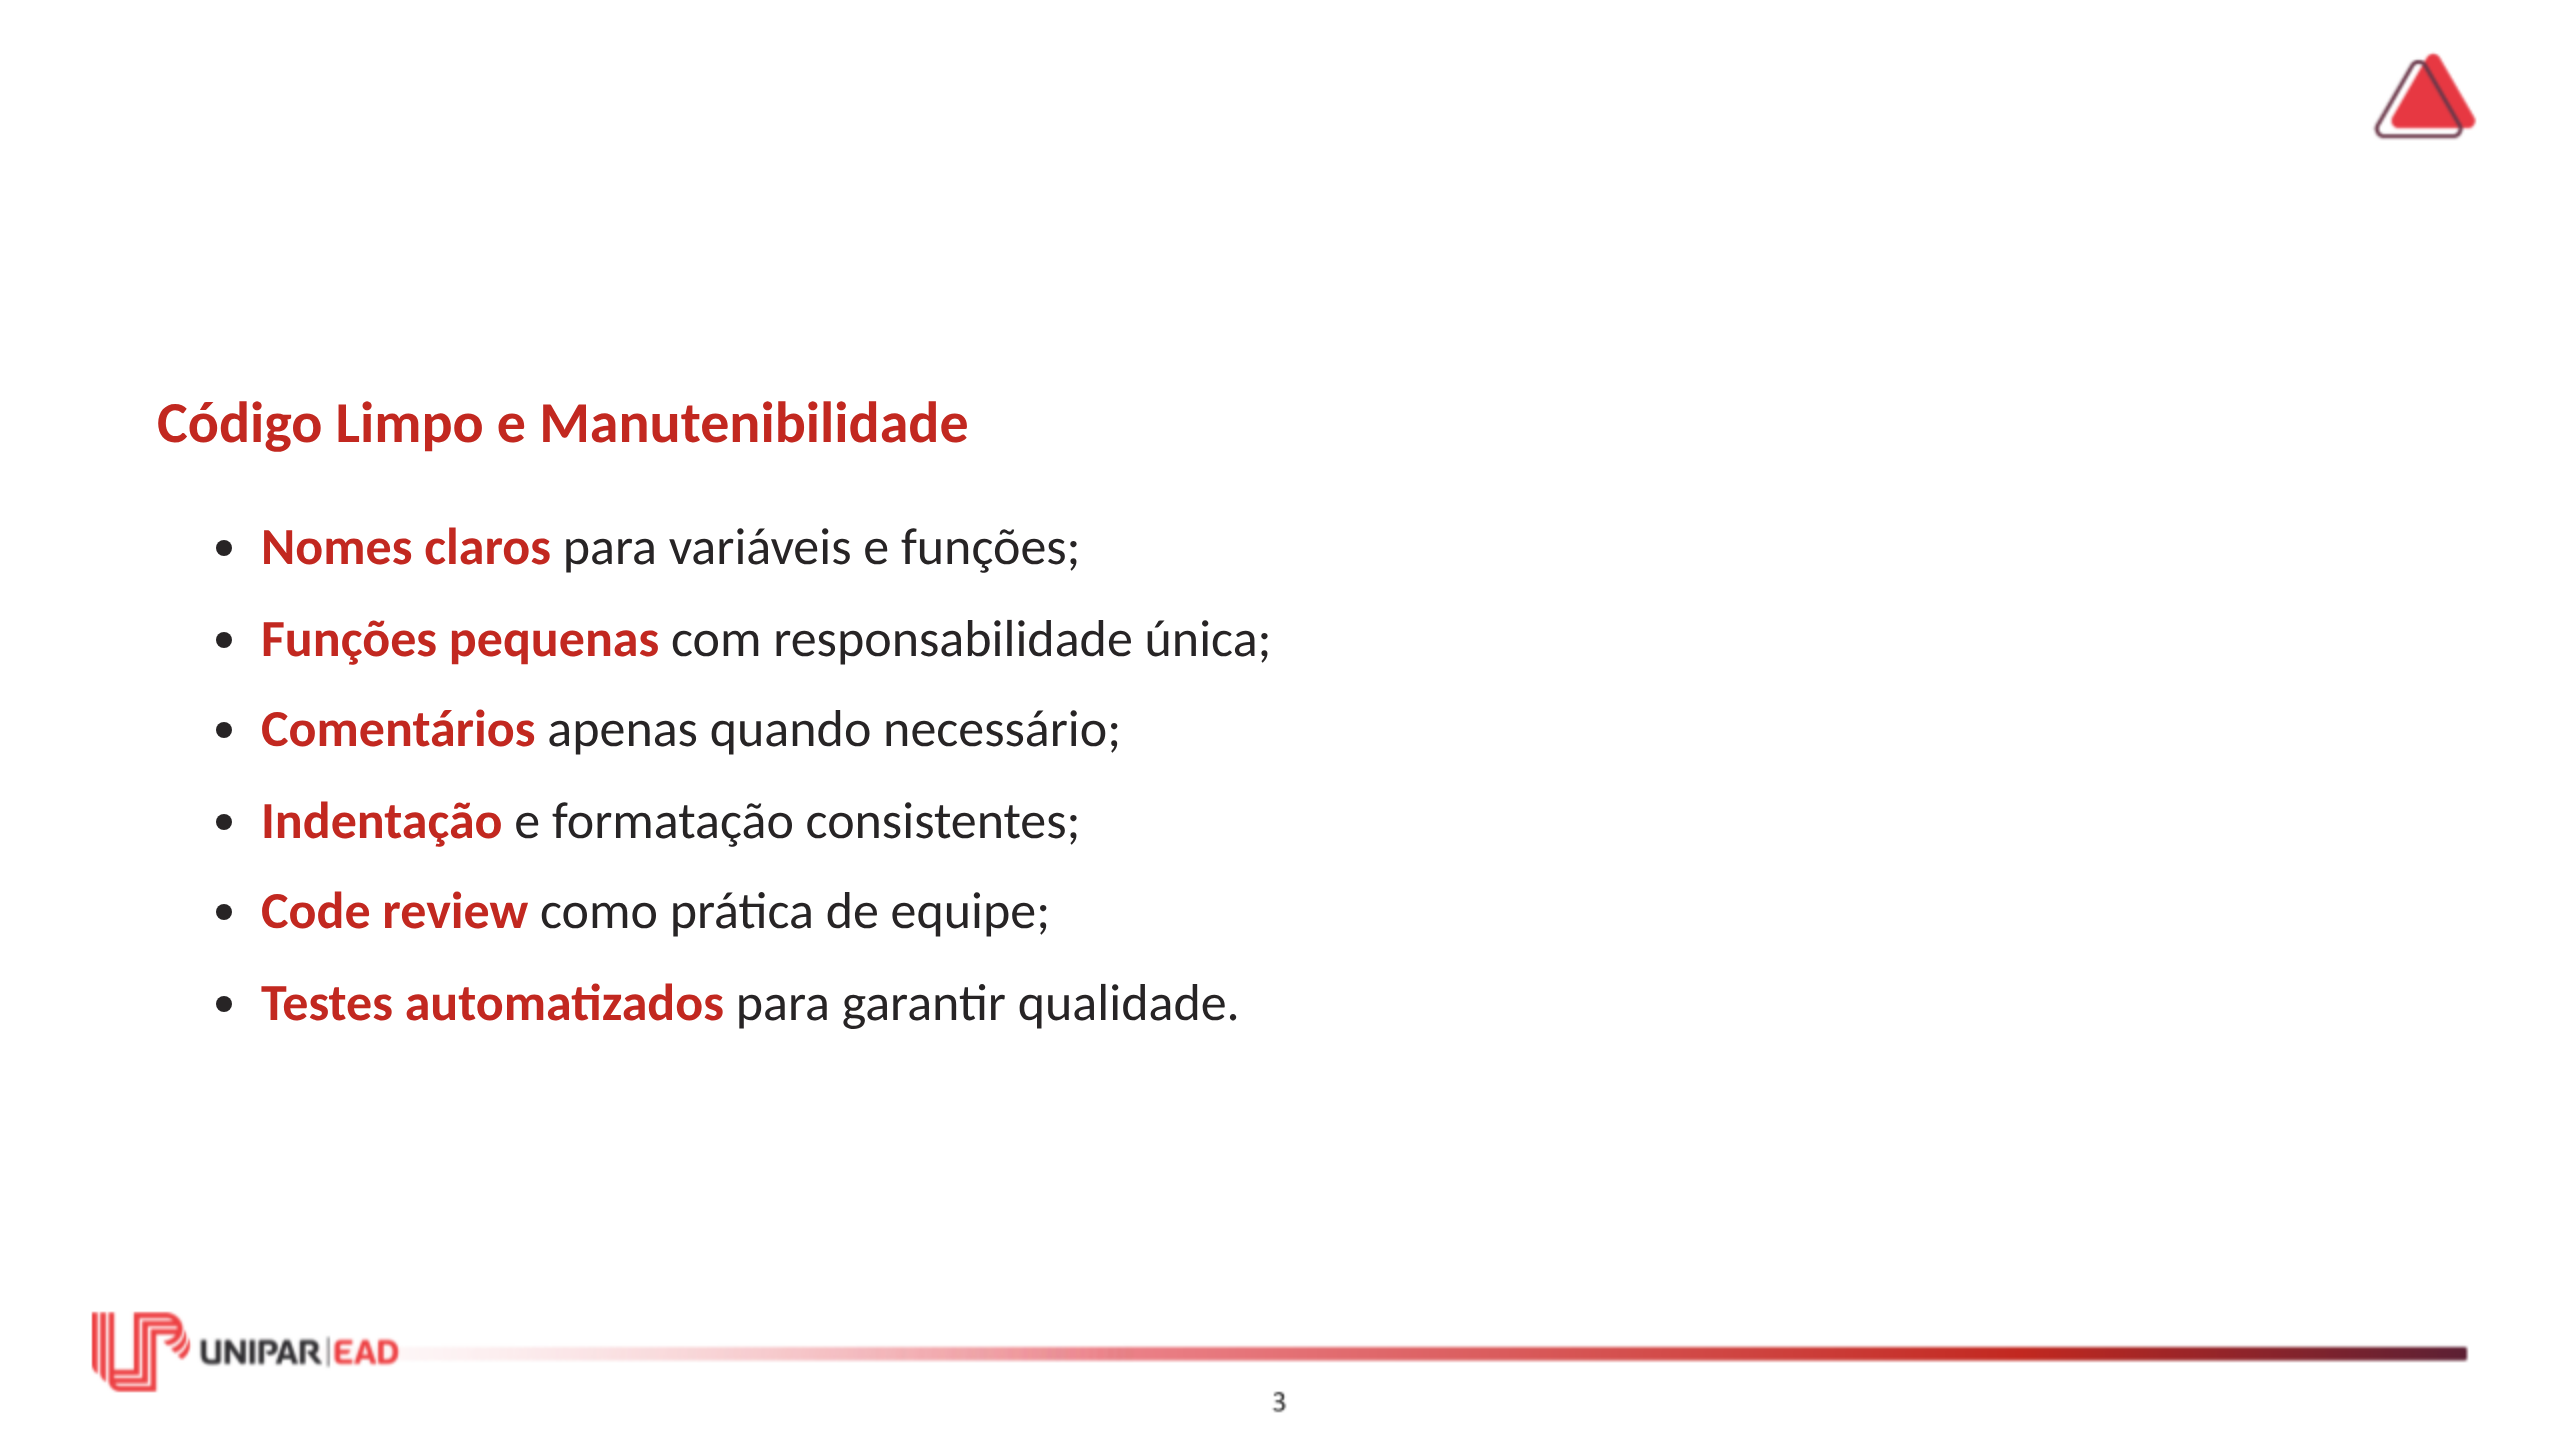 Código Limpo e Manutenibilidade
• Nomes claros para variáveis e funções;
• Funções pequenas com responsabilidade única;
• Comentários apenas quando necessário;
• Indentação e formatação consistentes;
• Code review como prática de equipe;
• Testes automatizados para garantir qualidade.
UNIPAR|EAD
3